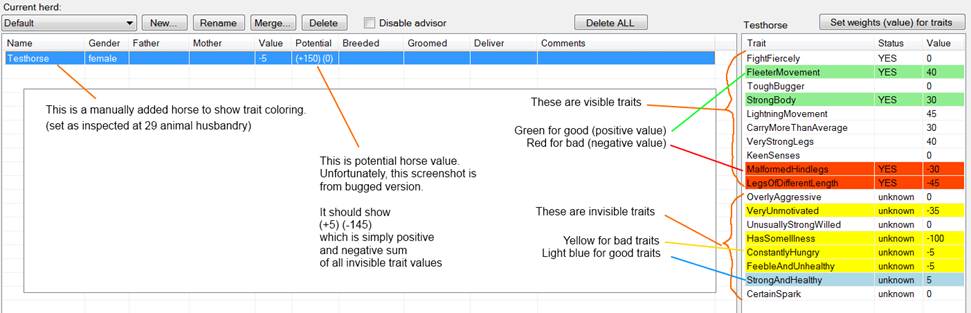 Current herd:
Default New... Rename Merge... Delete Disable advisor Delete ALL
Testhorse Set weights (value) for traits
Name Gender Father Mother Value Potential Breeded Groomed Deliver Comments
Testhorse female -5 (+150) (0)
This is a manually added horse to show trait coloring.
(set as inspected at 29 animal husbandry)
This is potential horse value.
Unfortunately, this screenshot is
from bugged version.
It should show
(+5) (-145)
which is simply positive
and negative sum
of all invisible trait values
These are visible traits
Green for good (positive value)
Red for bad (negative value)
These are invisible traits
Yellow for bad traits
Light blue for good traits
Trait Status Value
FightFiercely YES 0
FleeterMovement YES 40
ToughBugger 0
StrongBody YES 30
LightningMovement 45
CarryMoreThanAverage 30
VeryStrongLegs 40
KeenSenses 0
MalformedHindlegs YES -30
LegsOfDifferentLength YES -45
OverlyAggressive unknown 0
VeryUnmotivated unknown -35
UnusuallyStrongWilled unknown 0
HasSomeIllness unknown -100
ConstantlyHungry unknown -5
FeebleAndUnhealthy unknown -5
StrongAndHealthy unknown 5
CertainSpark unknown 0